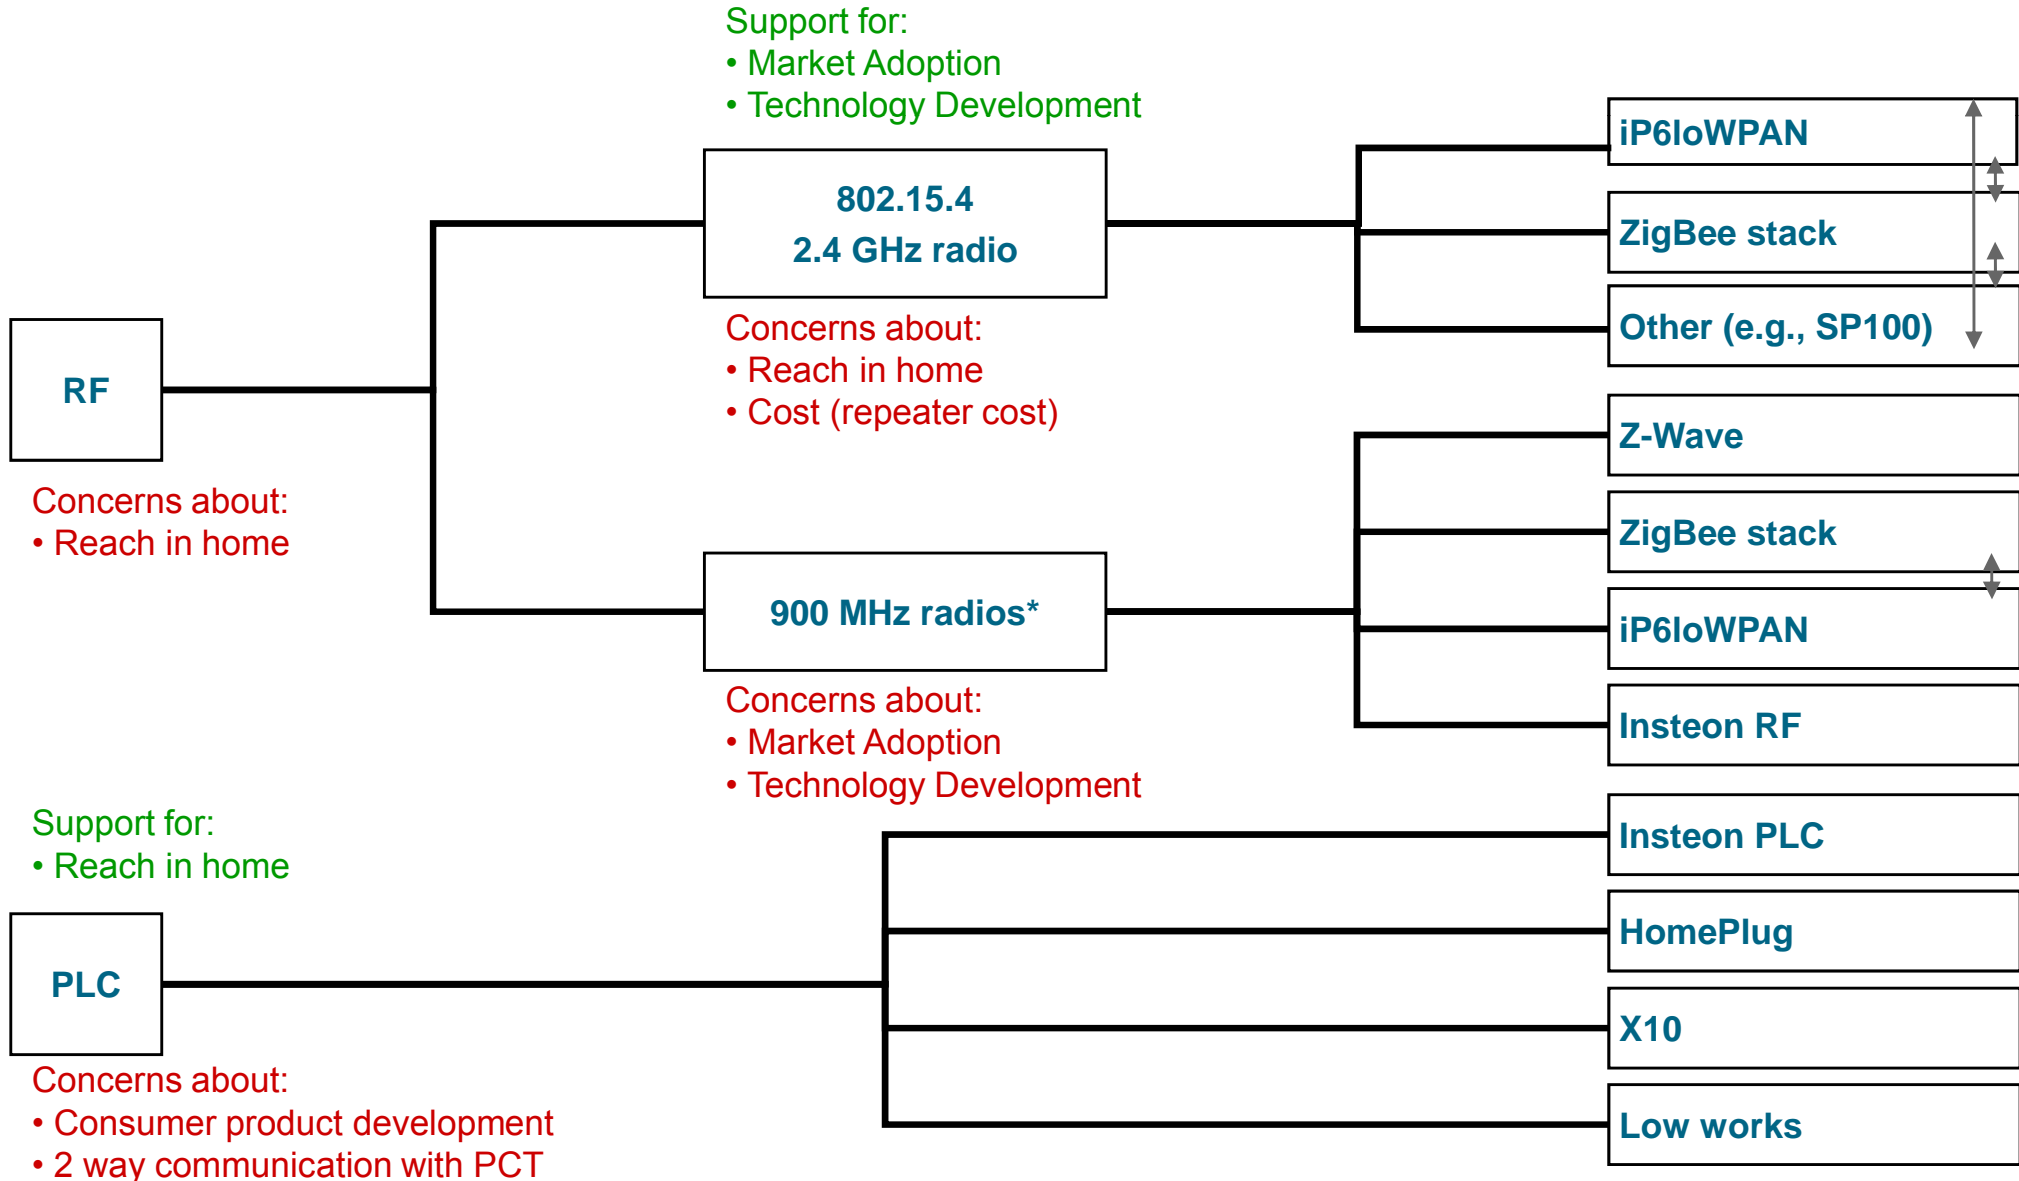 Support for:
• Market Adoption
• Technology Development
802.15.4
2.4 GHz radio
Concerns about:
• Reach in home
• Cost (repeater cost)
RF
Concerns about:
• Reach in home
900 MHz radios*
Concerns about:
• Market Adoption
• Technology Development
iP6loWPAN
ZigBee stack
Other (e.g., SP100)
Z-Wave
ZigBee stack
iP6loWPAN
Insteon RF
Support for:
• Reach in home
PLC
Concerns about:
• Consumer product development
• 2 way communication with PCT
Insteon PLC
HomePlug
X10
Low works